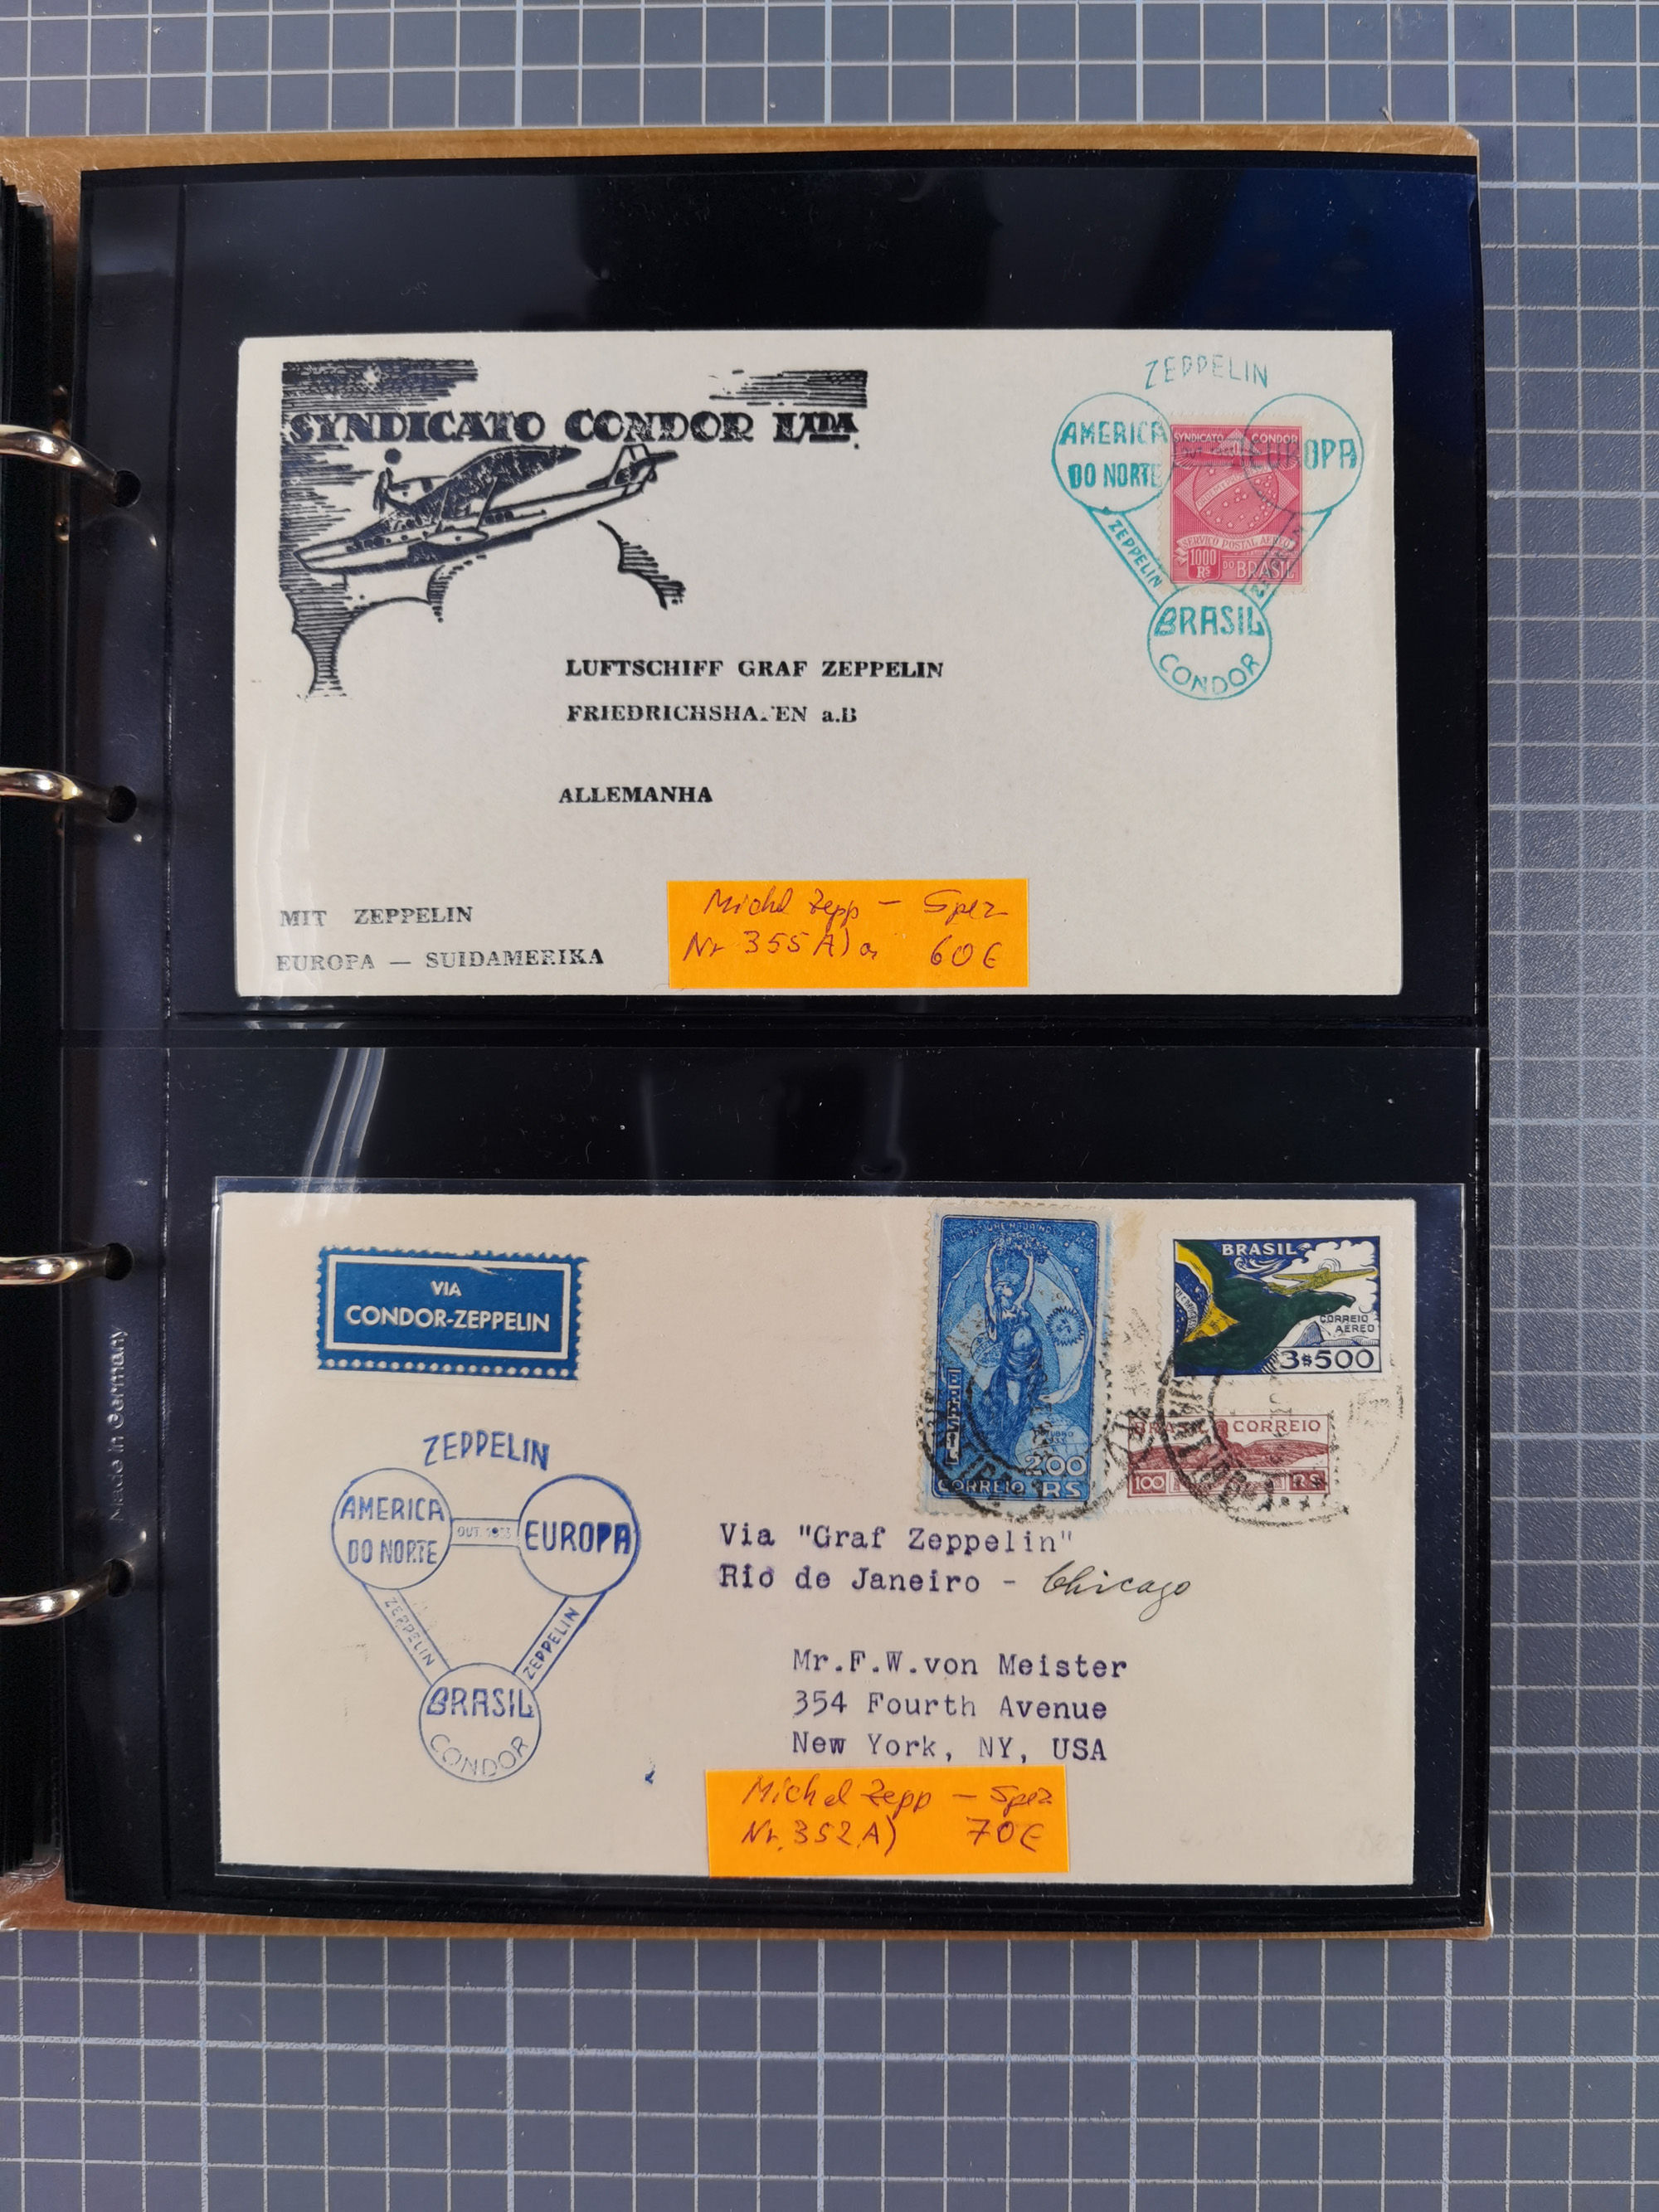 SYNDICATO CONDOR LTDA.
ZEPPELIN
AMERICA
DO NORTE
EUROPA
ZEPPELIN
BRASIL
CONDOR
SYNDICATO CONDOR
SERVIÇO POSTAL AEREO
1000
RS
DO BRASIL
LUFTSCHIFF GRAF ZEPPELIN
FRIEDRICHSHA EN a.B
ALLEMANHA
MIT ZEPPELIN
EUROPA — SUIDAMERIKA
Michel Zepp - Spez
Nr 355 A) a 60€
VIA
CONDOR-ZEPPELIN
BRASIL
200
CORREIO RS
BRASIL
CORREIO
AEREO
3$500
BRASIL CORREIO
100 RS
ZEPPELIN
AMERICA
DO NORTE
OUT. 1933
EUROPA
ZEPPELIN
ZEPPELIN
BRASIL
CONDOR
Via "Graf Zeppelin"
Rio de Janeiro - Chicago
Mr.F.W.von Meister
354 Fourth Avenue
New York, NY, USA
Michel Zepp - Spez
Nr. 352 A) 70€
Made in Germany